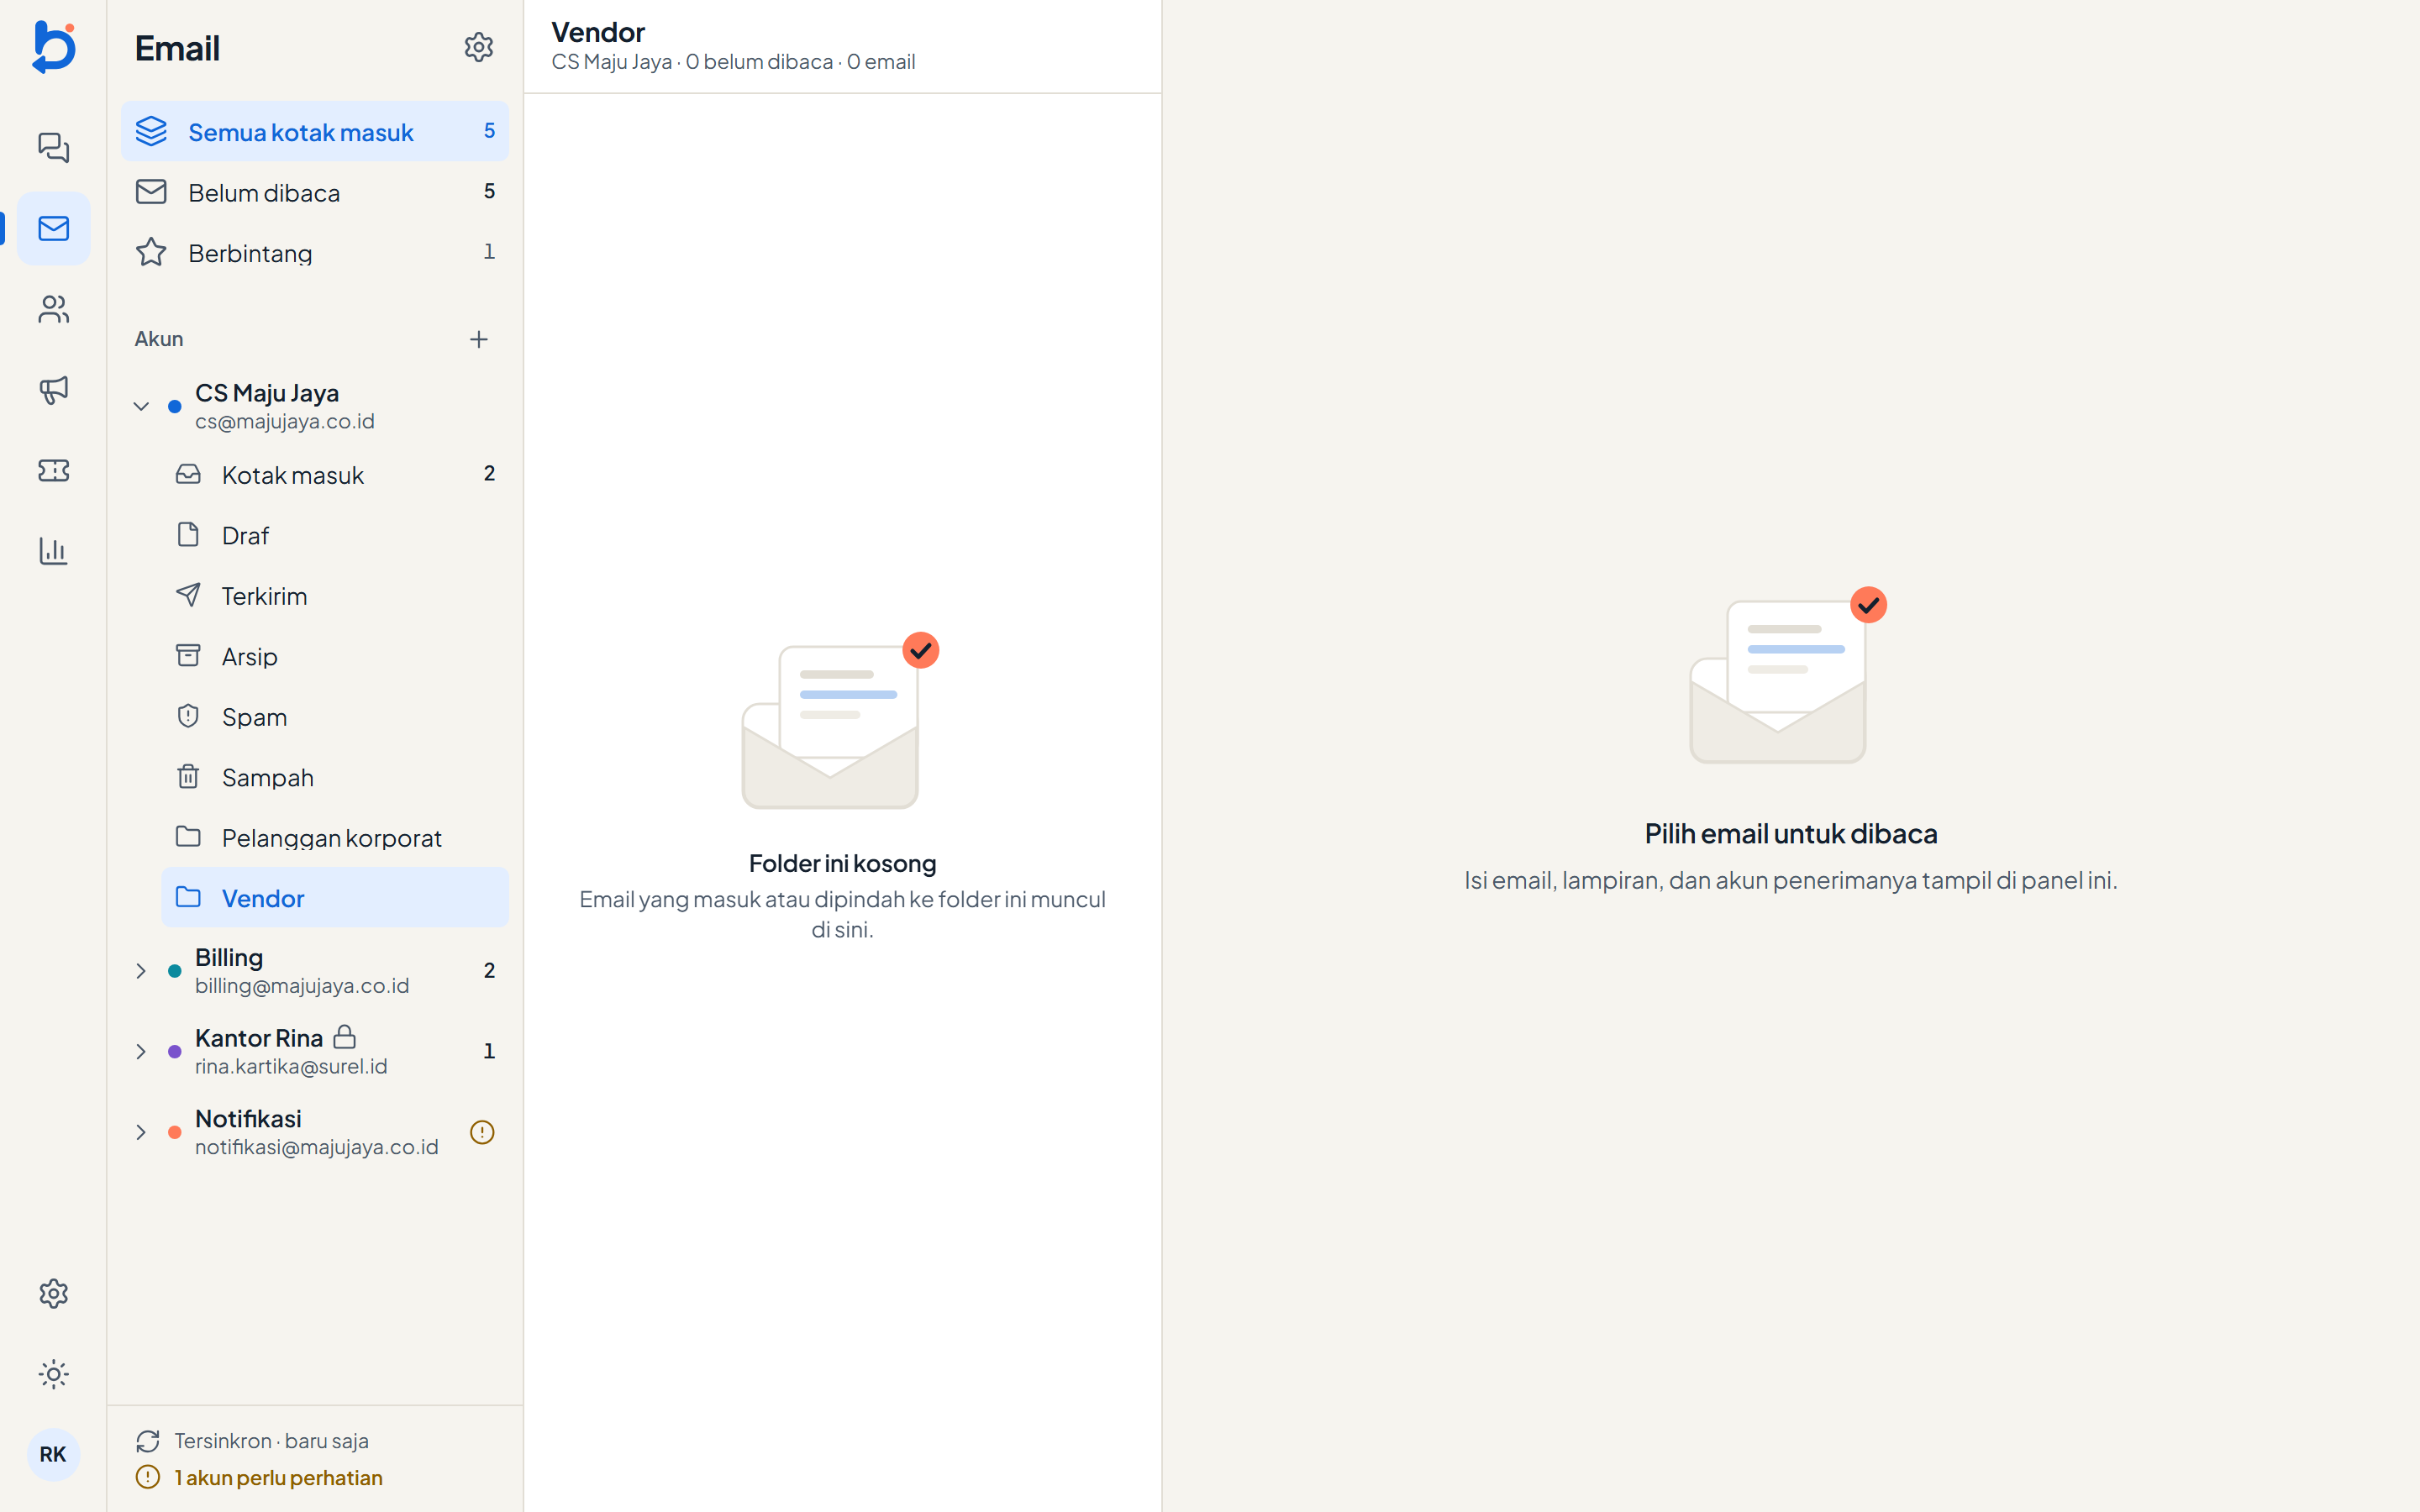 Email
Semua kotak masuk 5
Belum dibaca 5
Berbintang 1
Akun
CS Maju Jaya
cs@majujaya.co.id
Kotak masuk 2
Draf
Terkirim
Arsip
Spam
Sampah
Pelanggan korporat
Vendor
Billing
billing@majujaya.co.id
2
Kantor Rina
rina.kartika@surel.id
1
Notifikasi
notifikasi@majujaya.co.id
Tersinkron · baru saja
1 akun perlu perhatian
RK
Vendor
CS Maju Jaya · 0 belum dibaca · 0 email
Folder ini kosong
Email yang masuk atau dipindah ke folder ini muncul
di sini.
Pilih email untuk dibaca
Isi email, lampiran, dan akun penerimanya tampil di panel ini.